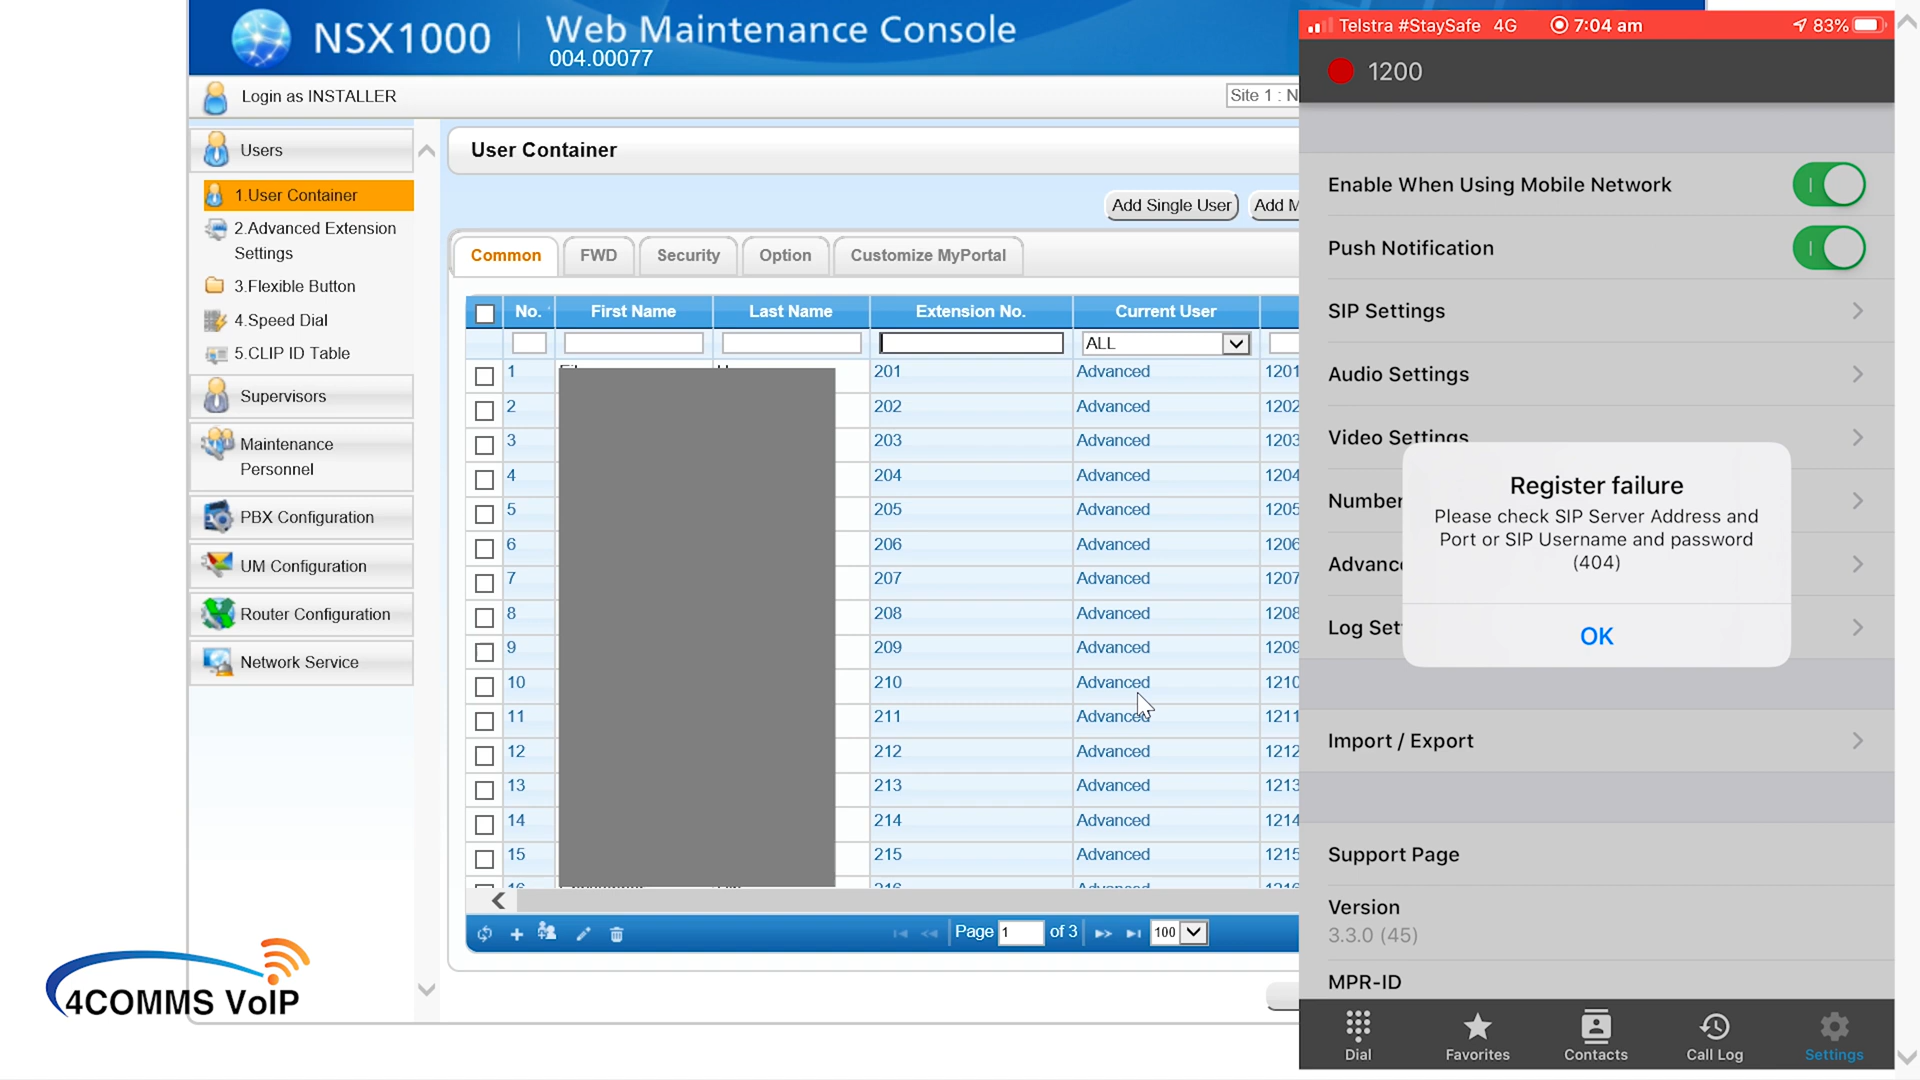 NSX1000
Web Maintenance Console
004.00077
Login as INSTALLER
Site 1 : N
Users
1.User Container
2.Advanced Extension
Settings
3.Flexible Button
4.Speed Dial
5.CLIP ID Table
Supervisors
Maintenance
Personnel
PBX Configuration
UM Configuration
Router Configuration
Network Service
User Container
Add Single User
Add M
Common
FWD
Security
Option
Customize MyPortal
No. First Name Last Name Extension No. Current User
ALL
1 201 Advanced 1201
2 202 Advanced 1202
3 203 Advanced 1203
4 204 Advanced 1204
5 205 Advanced 1205
6 206 Advanced 1206
7 207 Advanced 1207
8 208 Advanced 1208
9 209 Advanced 1209
10 210 Advanced 1210
11 211 Advanced 1211
12 212 Advanced 1212
13 213 Advanced 1213
14 214 Advanced 1214
15 215 Advanced 1215
16 216 Advanced 1216
Page 1 of 3 100
4COMMS VoIP
Telstra #StaySafe 4G 7:04 am 83%
1200
Enable When Using Mobile Network
Push Notification
SIP Settings
Audio Settings
Video Settings
Number
Advanc
Log Set
Register failure
Please check SIP Server Address and
Port or SIP Username and password
(404)
OK
Import / Export
Support Page
Version
3.3.0 (45)
MPR-ID
Dial
Favorites
Contacts
Call Log
Settings